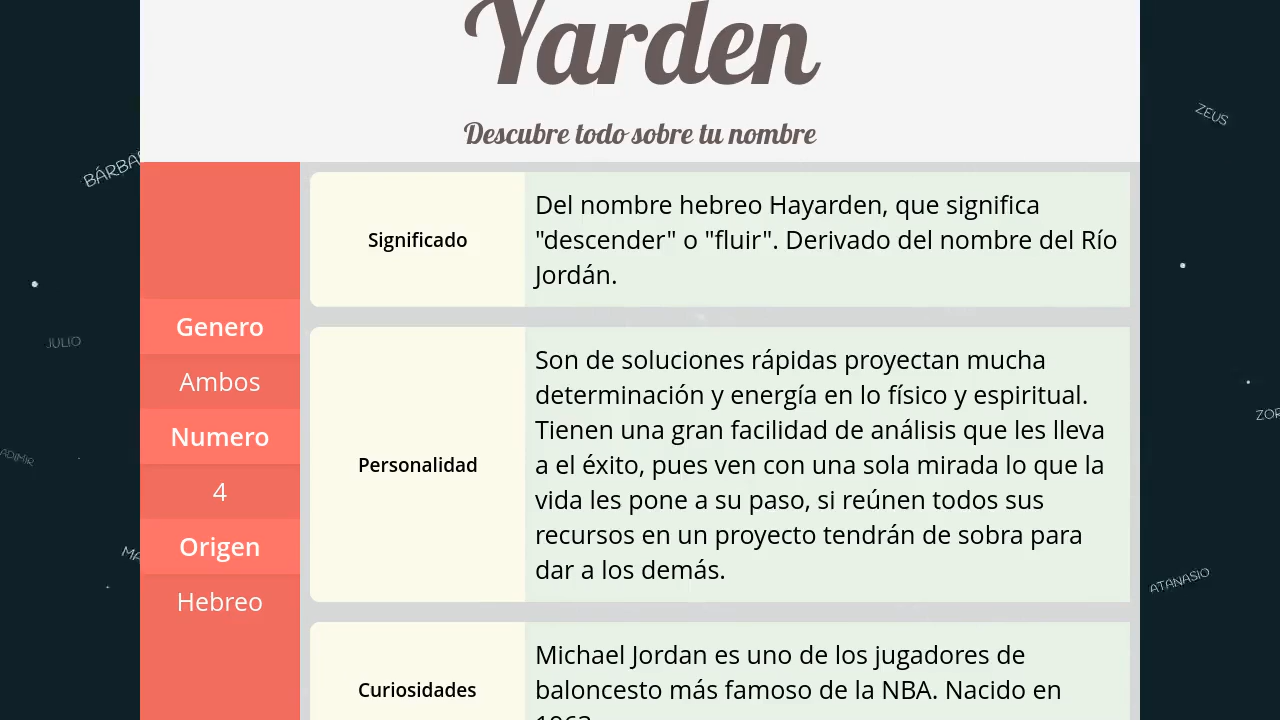 Yarden
Descubre todo sobre tu nombre
Genero
Ambos
Numero
4
Origen
Hebreo
Significado
Del nombre hebreo Hayarden, que significa
"descender" o "fluir". Derivado del nombre del Río
Jordán.
Personalidad
Son de soluciones rápidas proyectan mucha
determinación y energía en lo físico y espiritual.
Tienen una gran facilidad de análisis que les lleva
a el éxito, pues ven con una sola mirada lo que la
vida les pone a su paso, si reúnen todos sus
recursos en un proyecto tendrán de sobra para
dar a los demás.
Curiosidades
Michael Jordan es uno de los jugadores de
baloncesto más famoso de la NBA. Nacido en
JULIO
ZEUS
ATANASIO